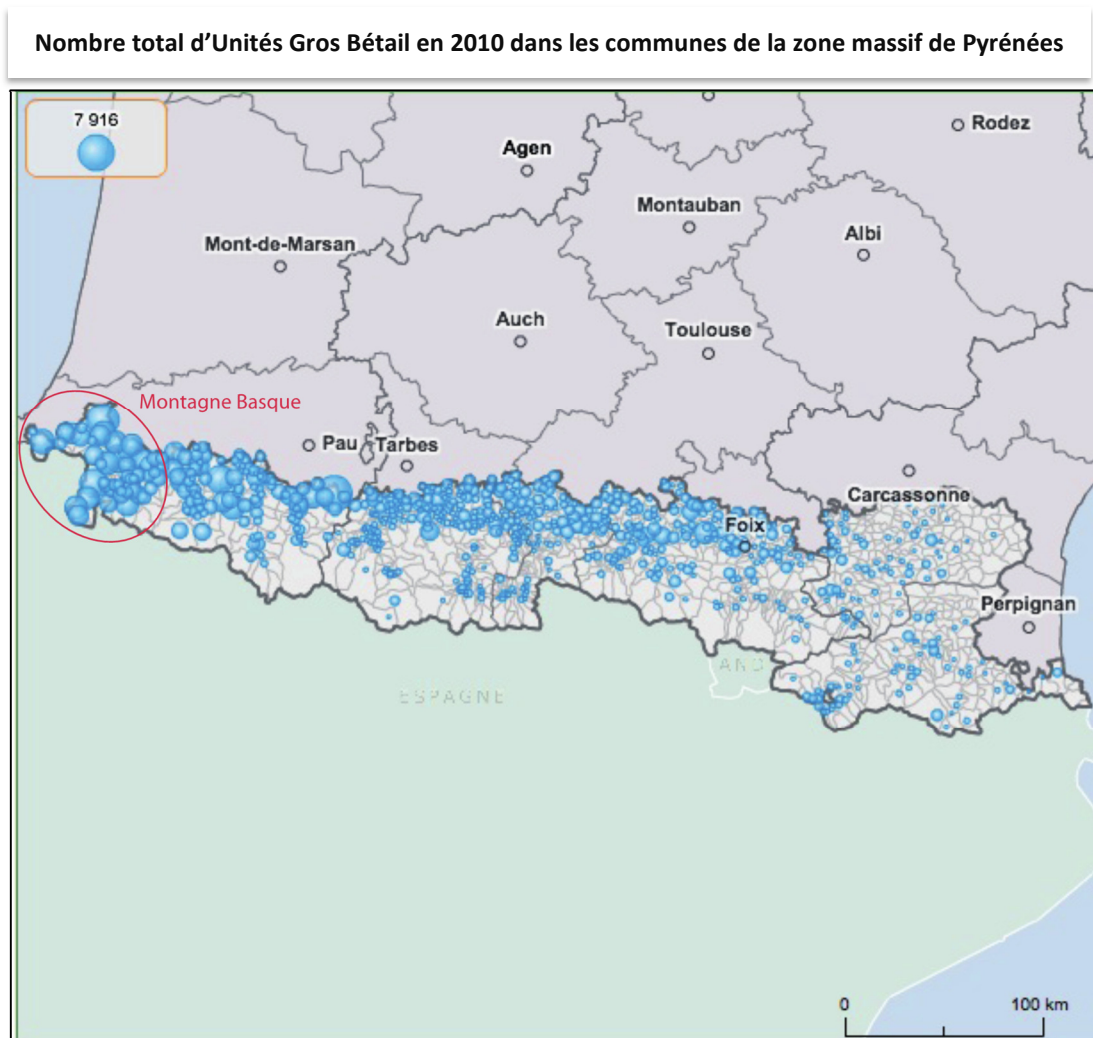 Nombre total d’Unités Gros Bétail en 2010 dans les communes de la zone massif de Pyrénées
7 916
Rodez
Agen
Montauban
Albi
Mont-de-Marsan
Auch
Toulouse
Montagne Basque
Pau
Tarbes
Carcassonne
Foix
Perpignan
AND
ESPAGNE
0
100 km